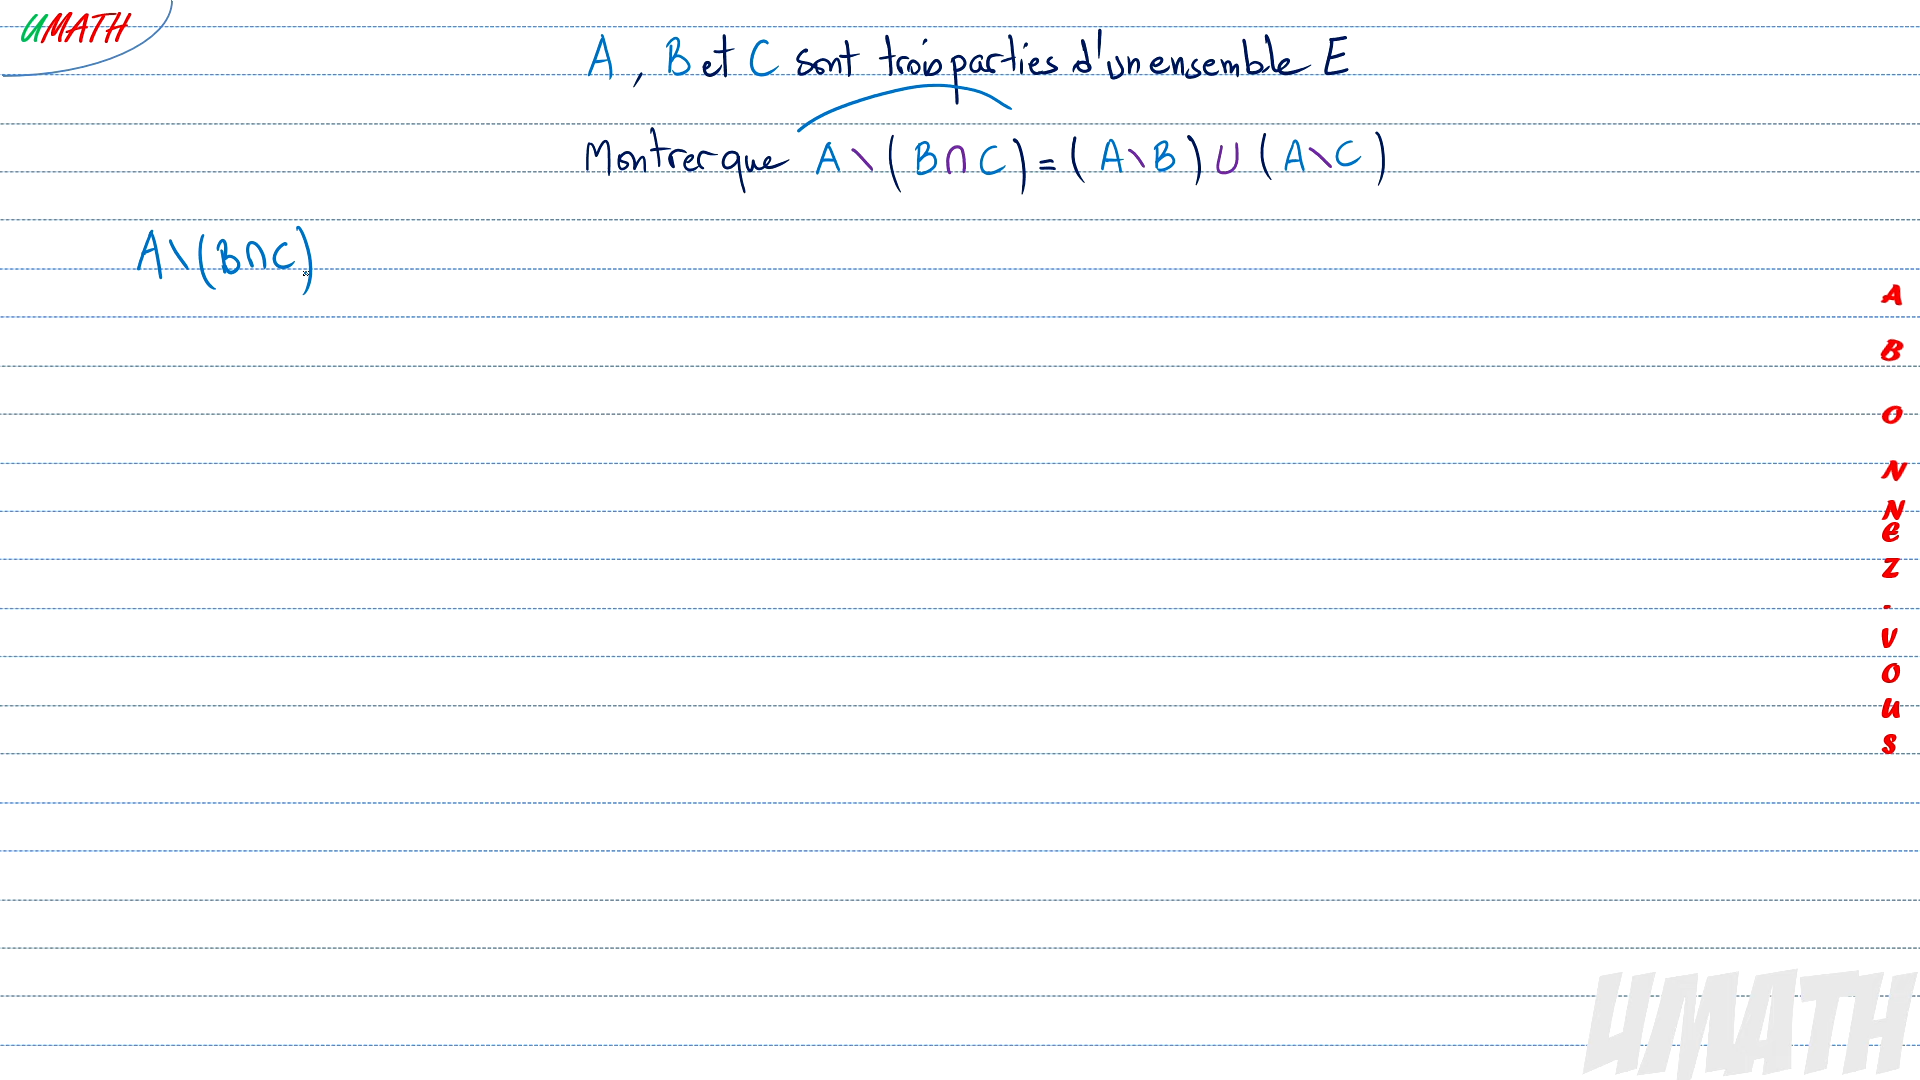 UMATH
A, B et C sont trois parties d'un ensemble E
Montrer que A\(B∩C)=(A\B)∪(A\C)
A\(B∩C)
ABONNez-vous
UMATH